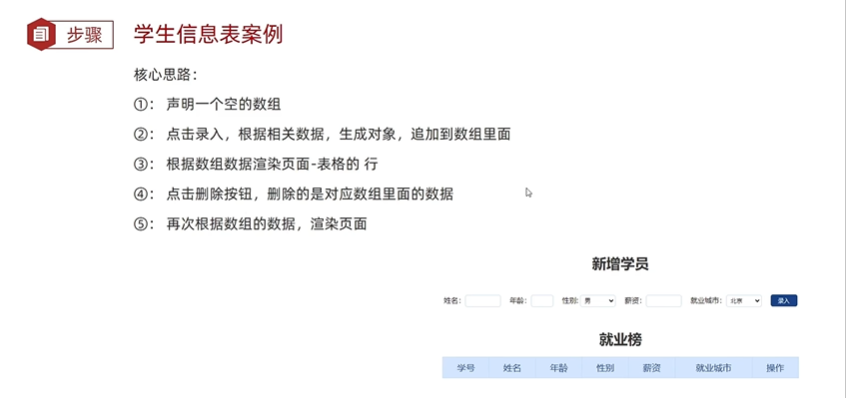 步骤 学生信息表案例
核心思路：
①： 声明一个空的数组
②： 点击录入，根据相关数据，生成对象，追加到数组里面
③： 根据数组数据渲染页面-表格的 行
④： 点击删除按钮，删除的是对应数组里面的数据
⑤： 再次根据数组的数据，渲染页面
新增学员
姓名： 年龄： 性别: 男 薪资： 就业城市： 北京 录入
就业榜
学号 姓名 年龄 性别 薪资 就业城市 操作